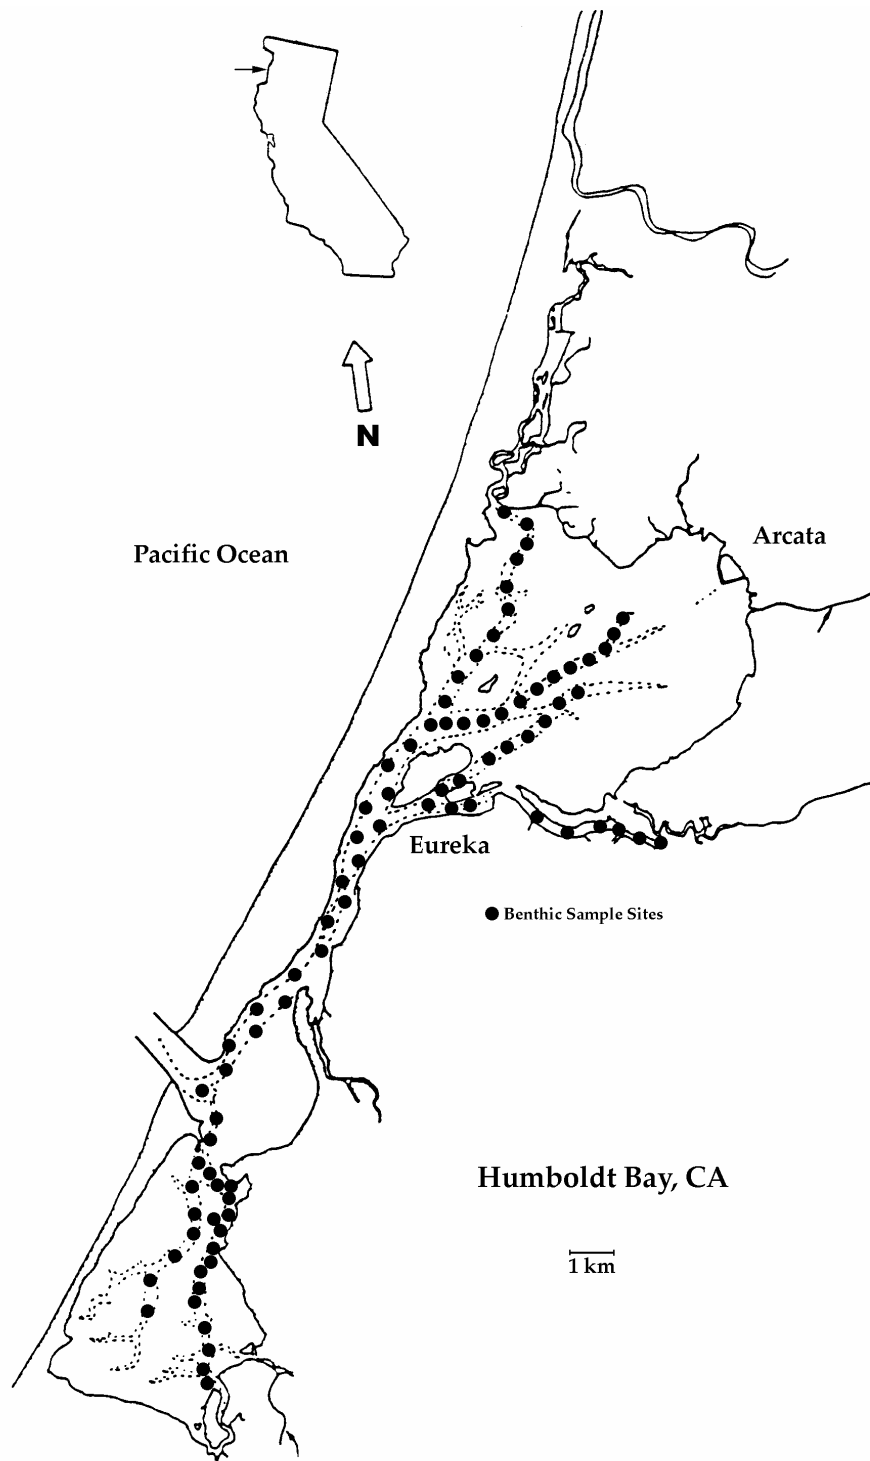 N
Pacific Ocean
Arcata
Eureka
Benthic Sample Sites
Humboldt Bay, CA
1 km